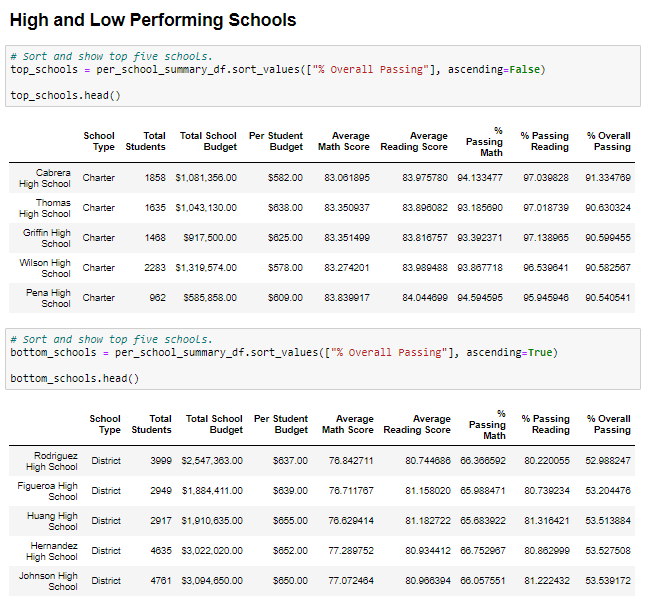 High and Low Performing Schools
# Sort and show top five schools.
top_schools = per_school_summary_df.sort_values(["% Overall Passing"], ascending=False)
top_schools.head()
School Type Total Students Total School Budget Per Student Budget Average Math Score Average Reading Score % Passing Math % Passing Reading % Overall Passing
Cabrera High School Charter 1858 $1,081,356.00 $582.00 83.061895 83.975780 94.133477 97.039828 91.334769
Thomas High School Charter 1635 $1,043,130.00 $638.00 83.350937 83.896082 93.185690 97.018739 90.630324
Griffin High School Charter 1468 $917,500.00 $625.00 83.351499 83.816757 93.392371 97.138965 90.599455
Wilson High School Charter 2283 $1,319,574.00 $578.00 83.274201 83.989488 93.867718 96.539641 90.582567
Pena High School Charter 962 $585,858.00 $609.00 83.839917 84.044699 94.594595 95.945946 90.540541
# Sort and show top five schools.
bottom_schools = per_school_summary_df.sort_values(["% Overall Passing"], ascending=True)
bottom_schools.head()
School Type Total Students Total School Budget Per Student Budget Average Math Score Average Reading Score % Passing Math % Passing Reading % Overall Passing
Rodriguez High School District 3999 $2,547,363.00 $637.00 76.842711 80.744686 66.366592 80.220055 52.988247
Figueroa High School District 2949 $1,884,411.00 $639.00 76.711767 81.158020 65.988471 80.739234 53.204476
Huang High School District 2917 $1,910,635.00 $655.00 76.629414 81.182722 65.683922 81.316421 53.513884
Hernandez High School District 4635 $3,022,020.00 $652.00 77.289752 80.934412 66.752967 80.862999 53.527508
Johnson High School District 4761 $3,094,650.00 $650.00 77.072464 80.966394 66.057551 81.222432 53.539172